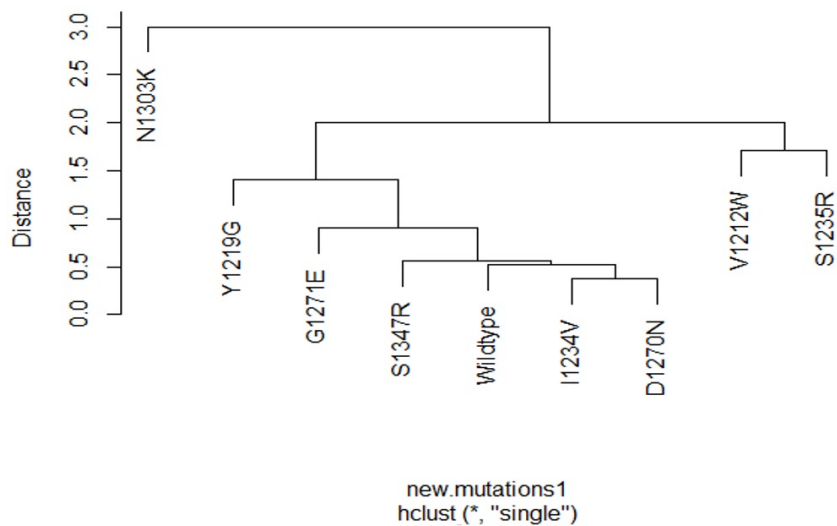 3.0
2.5
2.0
1.5
1.0
0.5
0.0
Distance
N1303K
Y1219G
G1271E
S1347R
Wildtype
I1234V
D1270N
V1212W
S1235R
new.mutations1
hclust (*, "single")